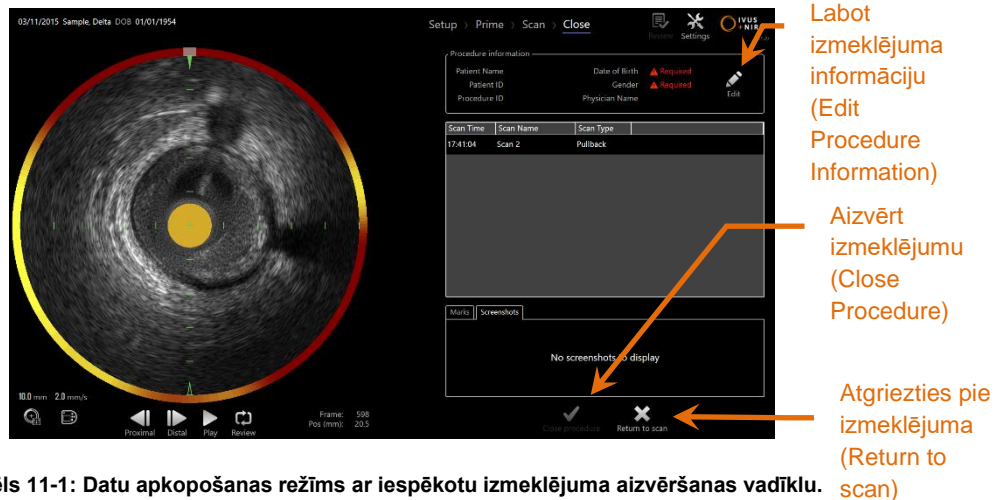 03/11/2015 Sample, Delta DOB 01/01/1954
Setup > Prime > Scan > Close
Review
Settings
IVUS
+NIR
Procedure information
Patient Name
Date of Birth
Required
Patient ID
Gender
Required
Procedure ID
Physician Name
Edit
Scan Time Scan Name Scan Type
17:41:04 Scan 2 Pullback
Marks Screenshots
No screenshots to display
10.0 mm 2.0 mm/s
Proximal Distal Play Review
Frame: 598
Pos (mm): 20.5
Close procedure
Return to scan
Labot
izmeklējuma
informāciju
(Edit
Procedure
Information)
Aizvērt
izmeklējumu
(Close
Procedure)
Atgriezties pie
izmeklējuma
(Return to
scan)
ēls 11-1: Datu apkopošanas režīms ar iespēkotu izmeklējuma aizvēršanas vadīklu.